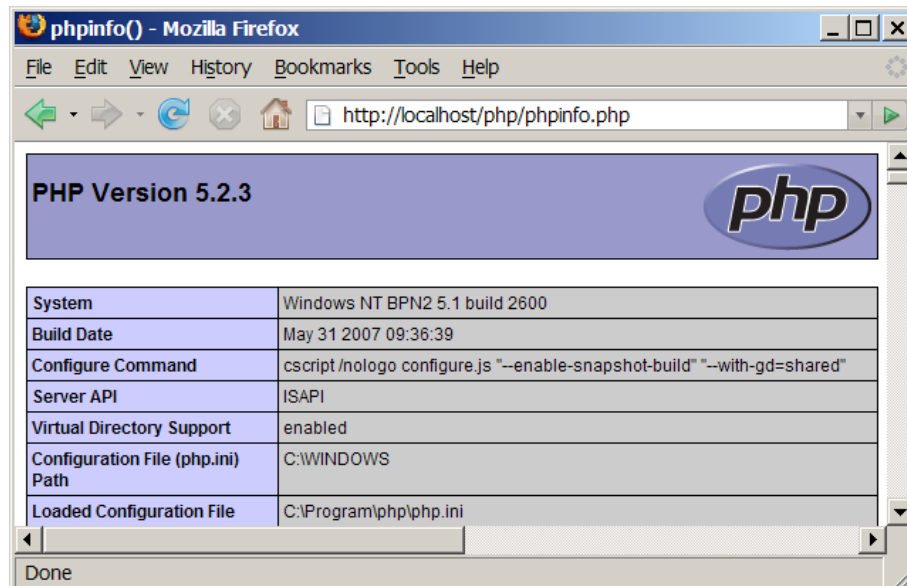 phpinfo() - Mozilla Firefox
File Edit View History Bookmarks Tools Help
http://localhost/php/phpinfo.php
PHP Version 5.2.3
php
System Windows NT BPN2 5.1 build 2600
Build Date May 31 2007 09:36:39
Configure Command cscript /nologo configure.js "--enable-snapshot-build" "--with-gd=shared"
Server API ISAPI
Virtual Directory Support enabled
Configuration File (php.ini) C:\WINDOWS
Path
Loaded Configuration File C:\Program\php\php.ini
Done